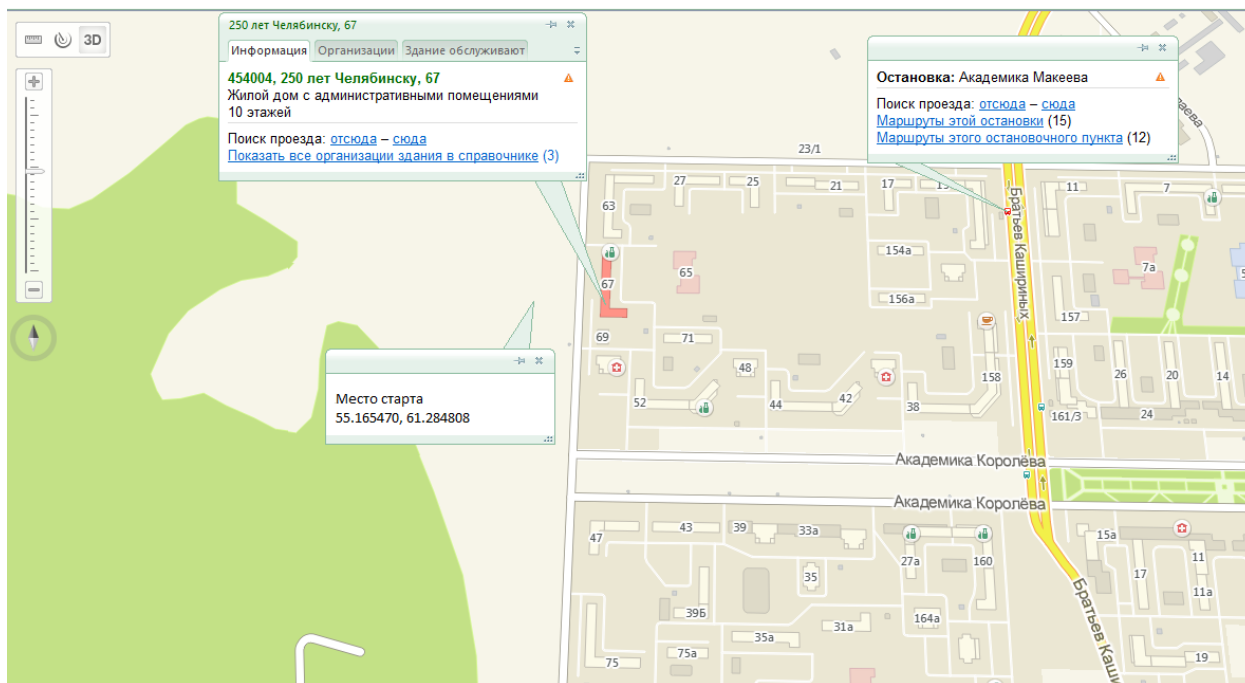 3D
250 лет Челябинску, 67
Информация
Организации
Здание обслуживают
454004, 250 лет Челябинску, 67
Жилой дом с административными помещениями
10 этажей
Поиск проезда: отсюда – сюда
Показать все организации здания в справочнике (3)
Остановка: Академика Макеева
Поиск проезда: отсюда – сюда
Маршруты этой остановки (15)
Маршруты этого остановочного пункта (12)
Место старта
55.165470, 61.284808
23/1
63
27
25
21
17
11
7
154а
65
67
156а
7а
157
69
71
48
52
44
42
38
158
159
161/3
26
20
14
24
Братьев Кашириных
Академика Королёва
Академика Королёва
47
43
39
33а
35
27а
160
15а
11
17
11а
39Б
31а
164а
35а
75
75а
19